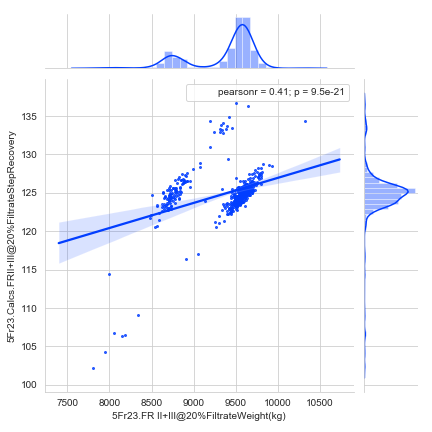 pearsonr = 0.41; p = 9.5e-21
135
130
125
120
115
110
105
100
5Fr23.Calcs.FRII+III@20%FiltrateStepRecovery
7500 8000 8500 9000 9500 10000 10500
5Fr23.FR II+III@20%FiltrateWeight(kg)